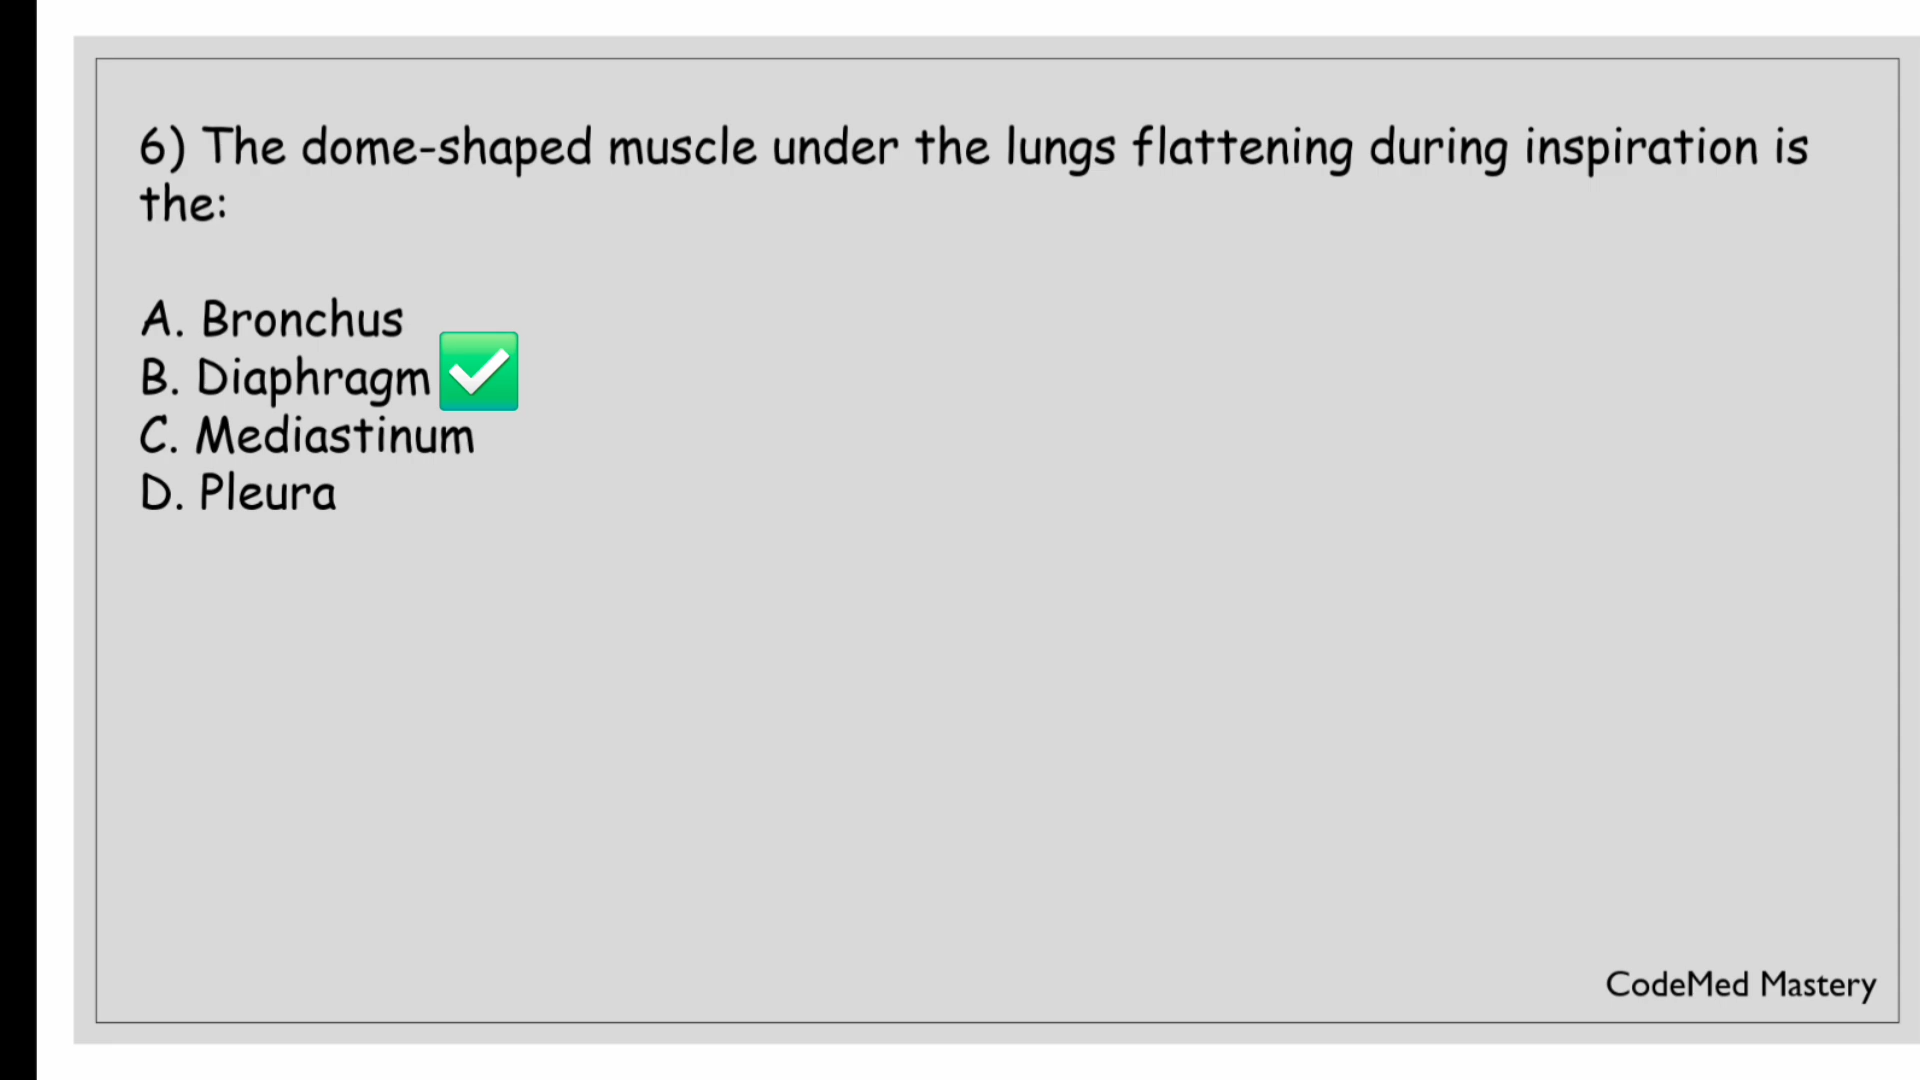 6) The dome-shaped muscle under the lungs flattening during inspiration is
the:
A. Bronchus
B. Diaphragm ✅
C. Mediastinum
D. Pleura
CodeMed Mastery